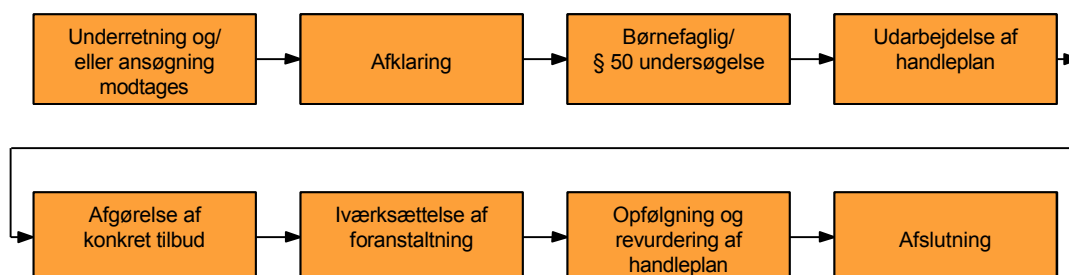 Underretning og/
eller ansøgning
modtages
Afklaring
Børnefaglig/
§ 50 undersøgelse
Udarbejdelse af
handleplan
Afgørelse af
konkret tilbud
Iværksættelse af
foranstaltning
Opfølgning og
revurdering af
handleplan
Afslutning